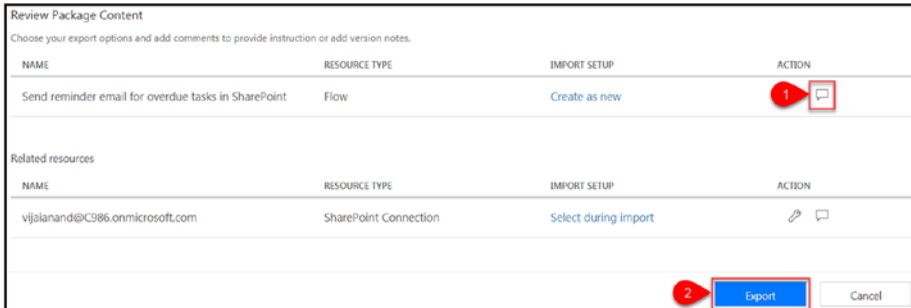 Review Package Content
Choose your export options and add comments to provide instruction or add version notes.
NAME RESOURCE TYPE IMPORT SETUP ACTION
Send reminder email for overdue tasks in SharePoint Flow Create as new 1
Related resources
NAME RESOURCE TYPE IMPORT SETUP ACTION
vijaianand@C986.onmicrosoft.com SharePoint Connection Select during import
2 Export Cancel